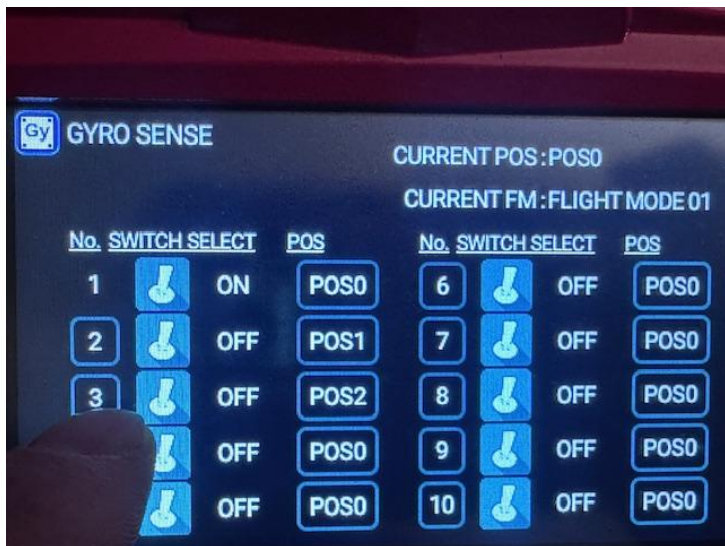 Gy GYRO SENSE
CURRENT POS:POS0
CURRENT FM:FLIGHT MODE 01
No. SWITCH SELECT POS No. SWITCH SELECT POS
1 ON POS0 6 OFF POS0
2 OFF POS1 7 OFF POS0
3 OFF POS2 8 OFF POS0
OFF POS0 9 OFF POS0
OFF POS0 10 OFF POS0